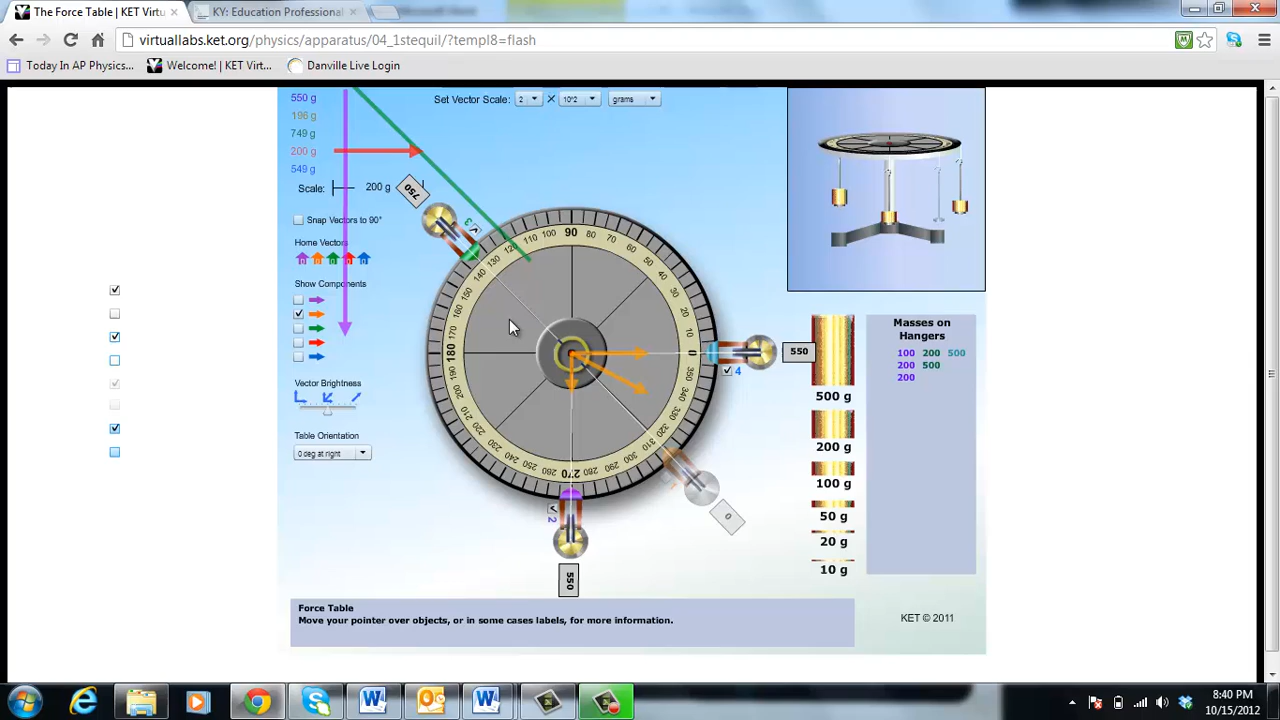 The Force Table | KET Virtu
KY: Education Professional
virtuallabs.ket.org/physics/apparatus/04_1stequil/?templ8=flash
Today In AP Physics...
Welcome! | KET Virt...
Danville Live Login
550 g
196 g
749 g
200 g
549 g
Set Vector Scale: 2 X 10^2 grams
Scale: 200 g
Snap Vectors to 90°
Home Vectors
Show Components
Vector Brightness
Table Orientation
0 deg at right
750
3
90
80
70
60
50
40
30
20
10
0
350
340
330
320
310
300
290
280
270
260
250
240
230
220
210
200
190
180
170
160
150
140
130
120
110
100
550
4
0
2
550
500 g
200 g
100 g
50 g
20 g
10 g
Masses on
Hangers
100 200 500
200 500
200
Force Table
Move your pointer over objects, or in some cases labels, for more information.
KET © 2011
8:40 PM
10/15/2012